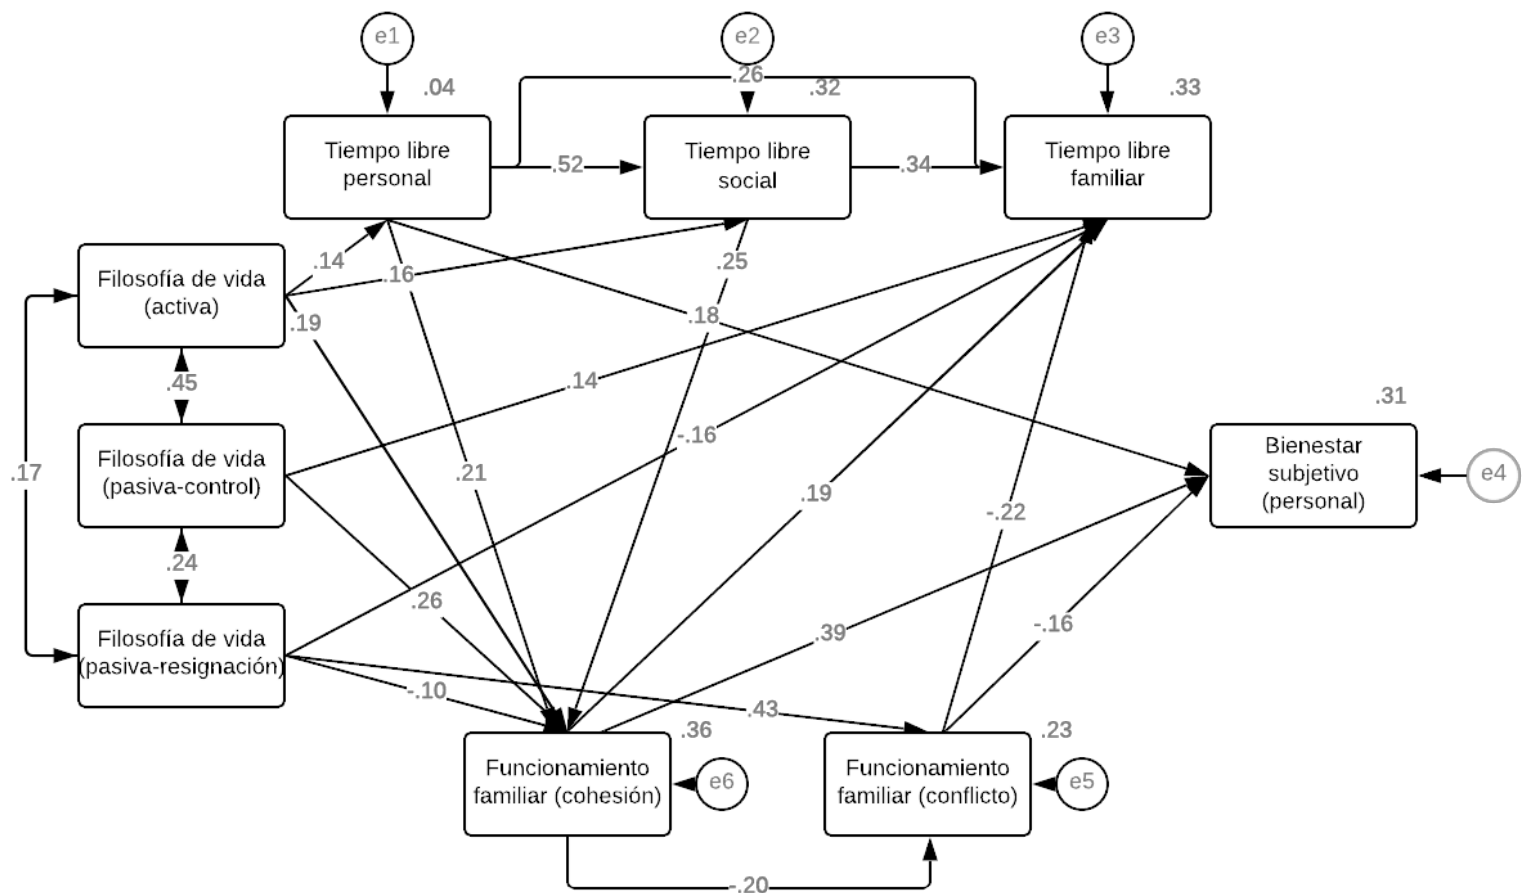 e1
e2
e3
.04
.26
.32
.33
Tiempo libre
personal
.52
Tiempo libre
social
.34
Tiempo libre
familiar
Filosofía de vida
(activa)
.14
.16
.25
.19
.18
.45
.14
.31
Filosofía de vida
(pasiva-control)
-.16
Bienestar
subjetivo
(personal)
e4
.17
.21
.19
-.22
.24
.26
.39
-.16
Filosofía de vida
(pasiva-resignación)
-.10
.43
.36
.23
Funcionamiento
familiar (cohesión)
e6
Funcionamiento
familiar (conflicto)
e5
-.20